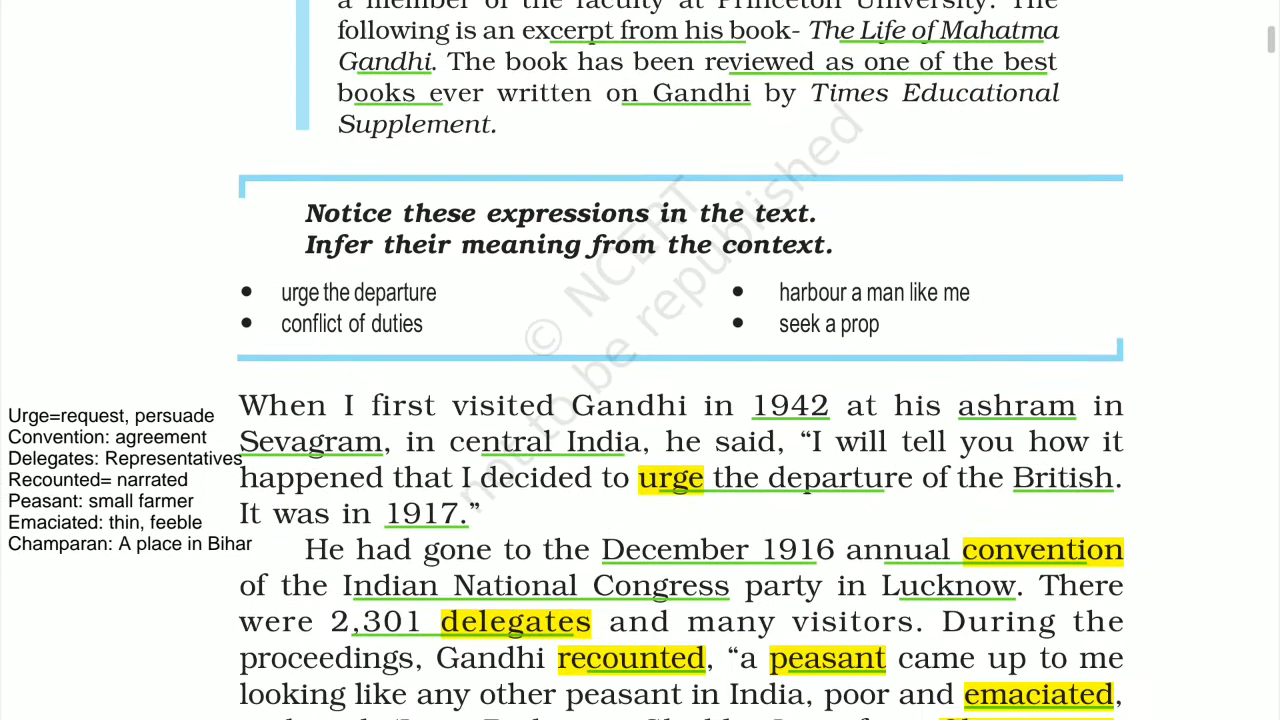 a member of the faculty at Princeton University. The
following is an excerpt from his book- The Life of Mahatma
Gandhi. The book has been reviewed as one of the best
books ever written on Gandhi by Times Educational
Supplement.
Notice these expressions in the text.
Infer their meaning from the context.
• urge the departure
• harbour a man like me
• conflict of duties
• seek a prop
© NCERT
not to be republished
Urge=request, persuade
Convention: agreement
Delegates: Representatives
Recounted= narrated
Peasant: small farmer
Emaciated: thin, feeble
Champaran: A place in Bihar
When I first visited Gandhi in 1942 at his ashram in
Sevagram, in central India, he said, “I will tell you how it
happened that I decided to urge the departure of the British.
It was in 1917.”
He had gone to the December 1916 annual convention
of the Indian National Congress party in Lucknow. There
were 2,301 delegates and many visitors. During the
proceedings, Gandhi recounted, “a peasant came up to me
looking like any other peasant in India, poor and emaciated,